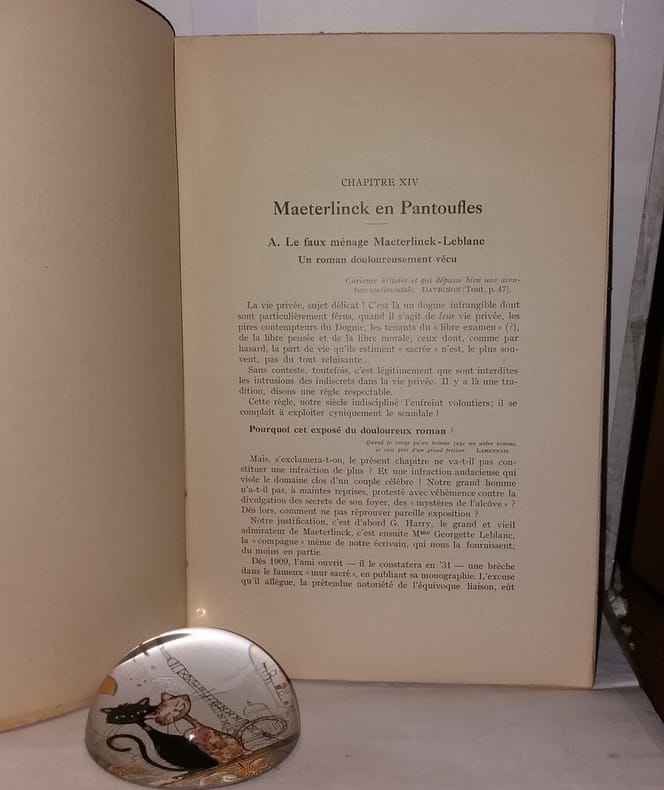 CHAPITRE XIV
Maeterlinck en Pantoufles
A. Le faux ménage Maeterlinck-Leblanc
Un roman douloureusement vécu
Curieuse histoire et qui dépasse bien une aven-
ture sentimentale. DAVIGNON (Tout, p. 47).
La vie privée, sujet délicat ! C'est là un dogme infrangible dont
sont particulièrement férus, quand il s'agit de leur vie privée, les
pires contempteurs du Dogme, les tenants du « libre examen » (?),
de la libre pensée et de la libre morale, ceux dont, comme par
hasard, la part de vie qu'ils estiment « sacrée » n'est, le plus sou-
vent, pas du tout reluisante...
Sans conteste, toutefois, c'est légitimement que sont interdites
les intrusions des indiscrets dans la vie privée. Il y a là une tra-
dition, disons une règle respectable.
Cette règle, notre siècle indiscipliné l'enfreint volontiers; il se
complaît à exploiter cyniquement le scandale !
Pourquoi cet exposé du douloureux roman ?
Quand je songe qu'un homme juge un autre homme,
je suis pris d'un grand frisson. LAMENNAIS.
Mais, s'exclamera-t-on, le présent chapitre ne va-t-il pas con-
stituer une infraction de plus ? Et une infraction audacieuse qui
viole le domaine clos d'un couple célèbre ! Notre grand homme
n'a-t-il pas, à maintes reprises, protesté avec véhémence contre la
divulgation des secrets de son foyer, des « mystères de l'alcôve » ?
Dès lors, comment ne pas réprouver pareille exposition ?
Notre justification, c'est d'abord G. Harry, le grand et vieil
admirateur de Maeterlinck, c'est ensuite Mme Georgette Leblanc,
la « compagne » même de notre écrivain, qui nous la fournissent,
du moins en partie.
Dès 1909, l'ami ouvrit — il le constatera en '31 — une brèche
dans le fameux « mur sacré », en publiant sa monographie. L'excuse
qu'il allègue, la prétendue notoriété de l'équivoque liaison, eût